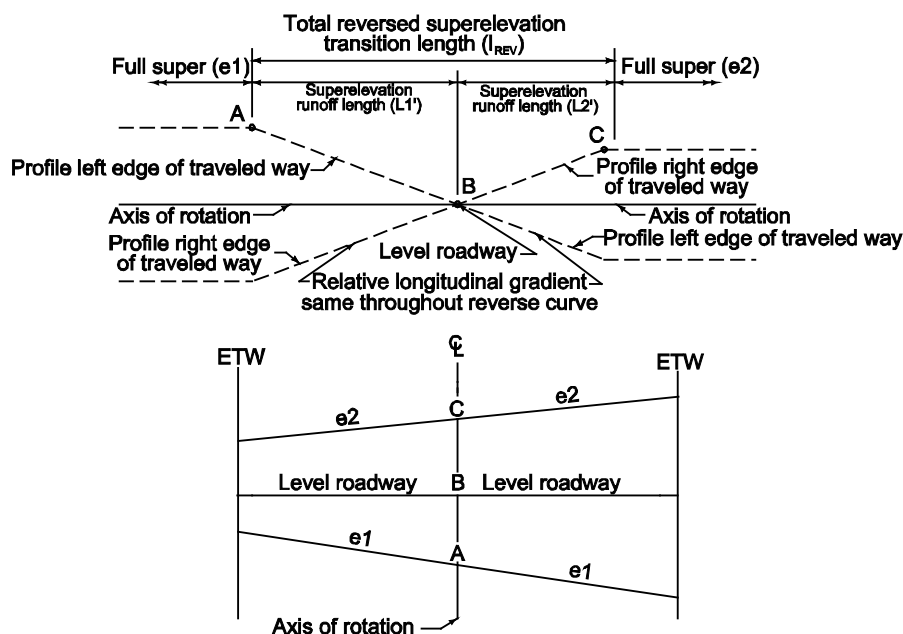 Total reversed superelevation
transition length (lREV)
Full super (e1)
Full super (e2)
Superelevation
runoff length (L1')
Superelevation
runoff length (L2')
A
C
Profile left edge of traveled way
Profile right edge
of traveled way
B
Axis of rotation
Axis of rotation
Profile right edge
of traveled way
Level roadway
Profile left edge of traveled way
Relative longitudinal gradient
same throughout reverse curve
ETW
℄
ETW
e2
C
e2
Level roadway
B
Level roadway
e1
A
e1
Axis of rotation